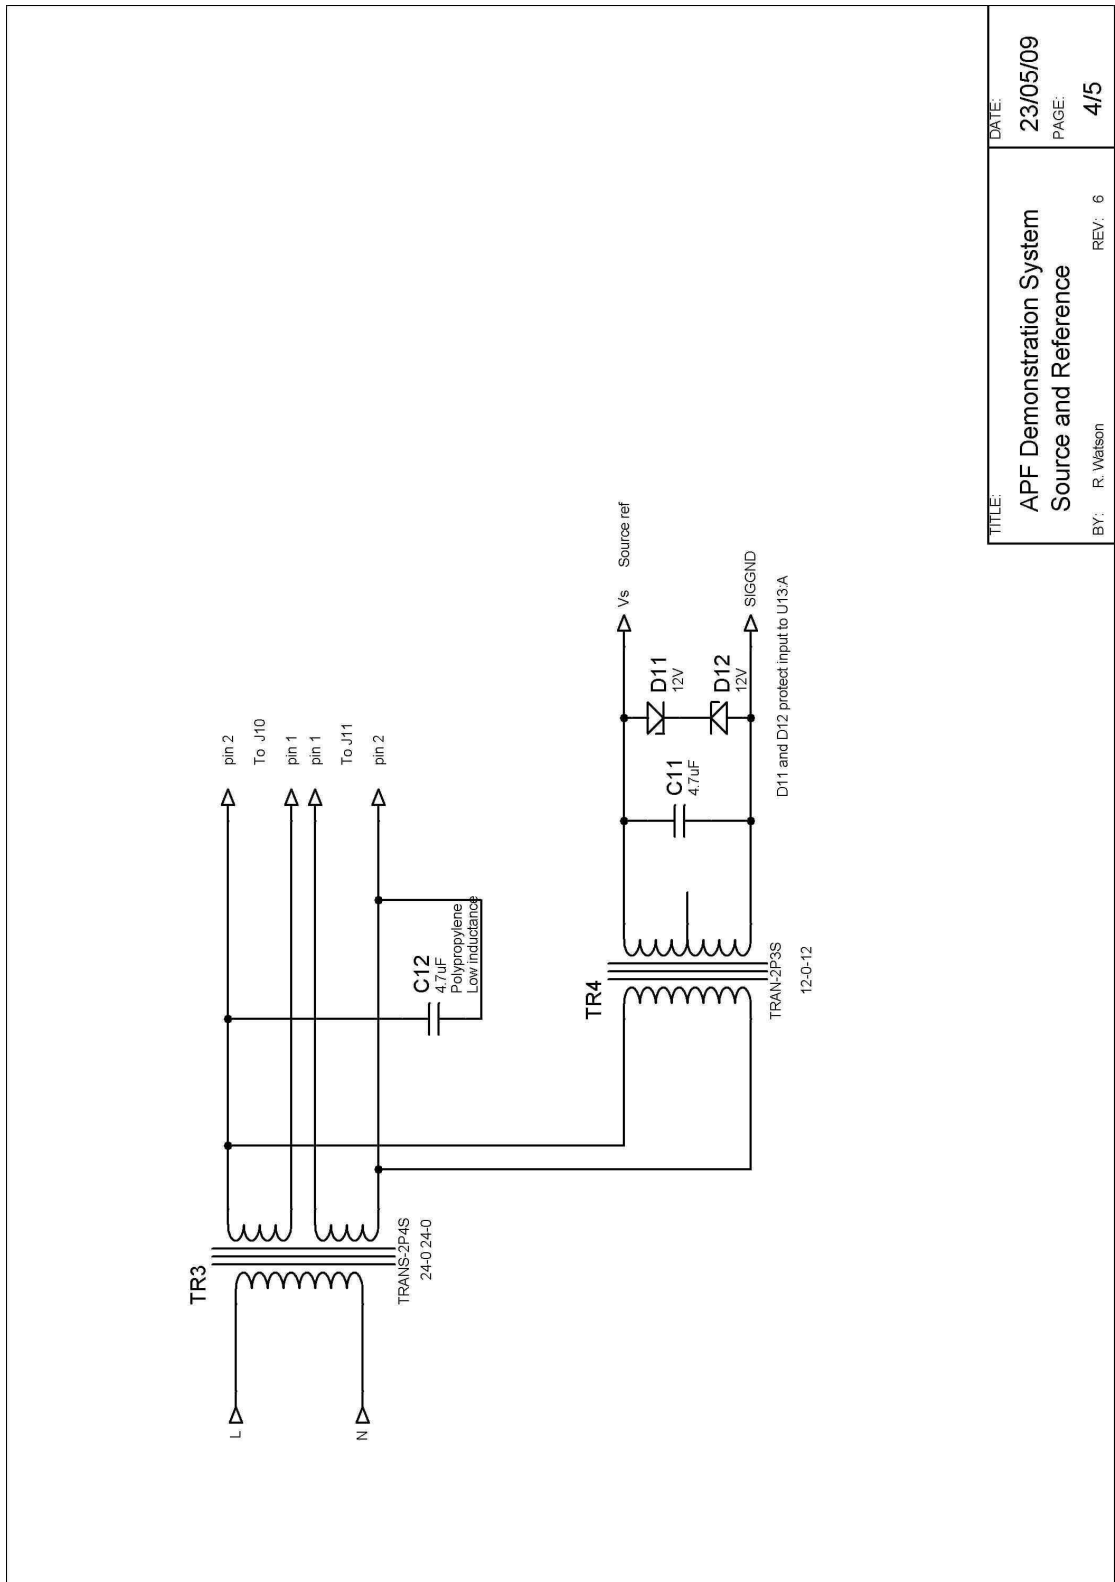 L
N
TR3
TRANS-2P4S
24-0 24-0
pin 2
To J10
pin 1
pin 1
To J11
pin 2
C12
4.7uF
Polypropylene
Low inductance
TR4
TRAN-2P3S
12-0-12
C11
4.7uF
D11
12V
D12
12V
Vs Source ref
SIGGND
D11 and D12 protect input to U13:A
TITLE:
APF Demonstration System
Source and Reference
BY: R. Watson
REV: 6
DATE:
23/05/09
PAGE:
4/5